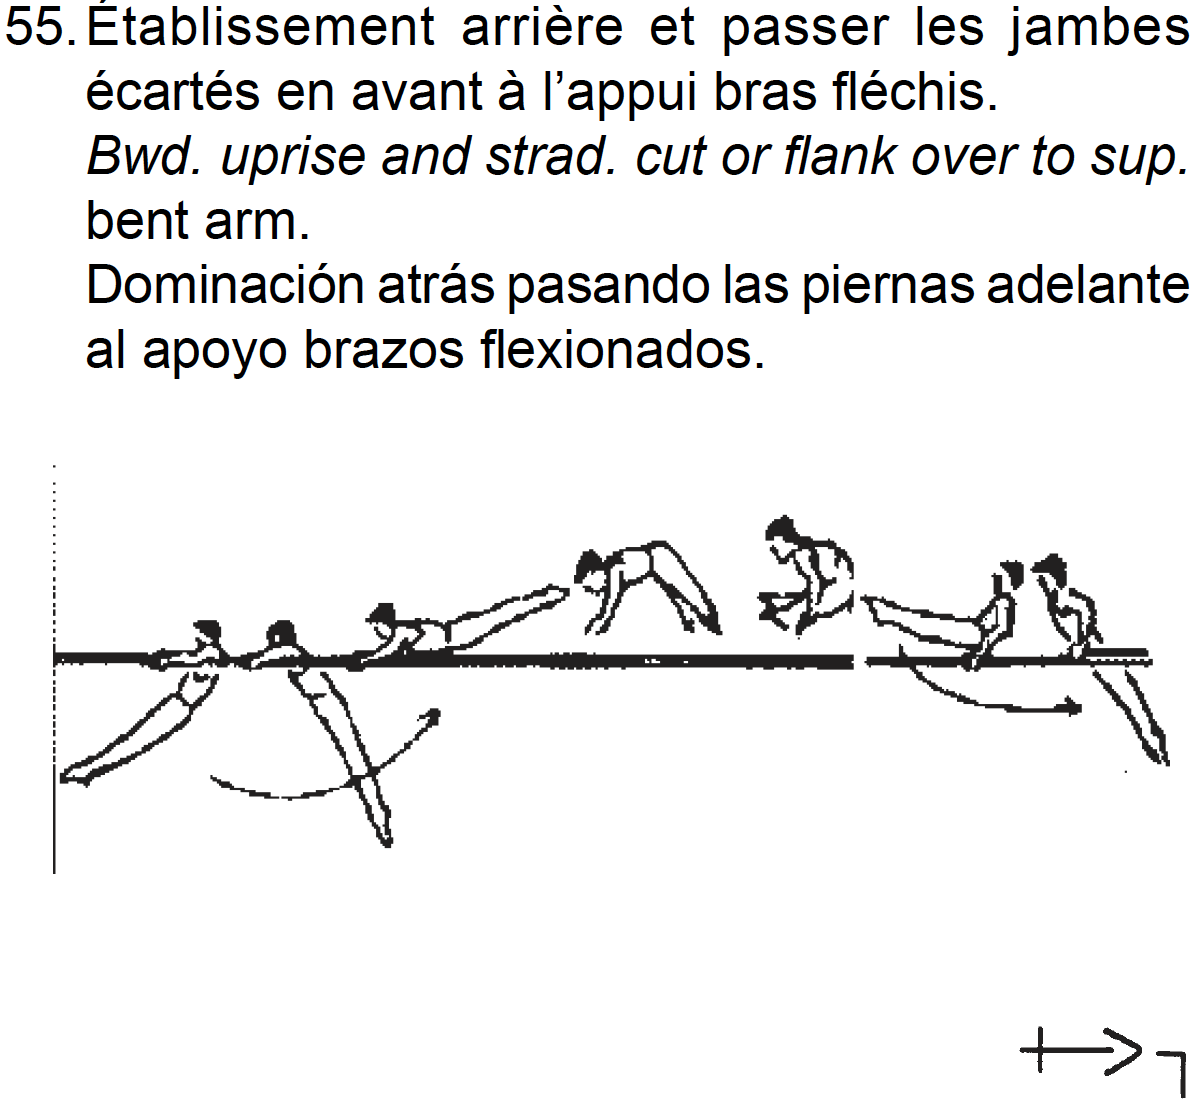 55. Établissement arrière et passer les jambes
écartés en avant à l’appui bras fléchis.
Bwd. uprise and strad. cut or flank over to sup.
bent arm.
Dominación atrás pasando las piernas adelante
al apoyo brazos flexionados.